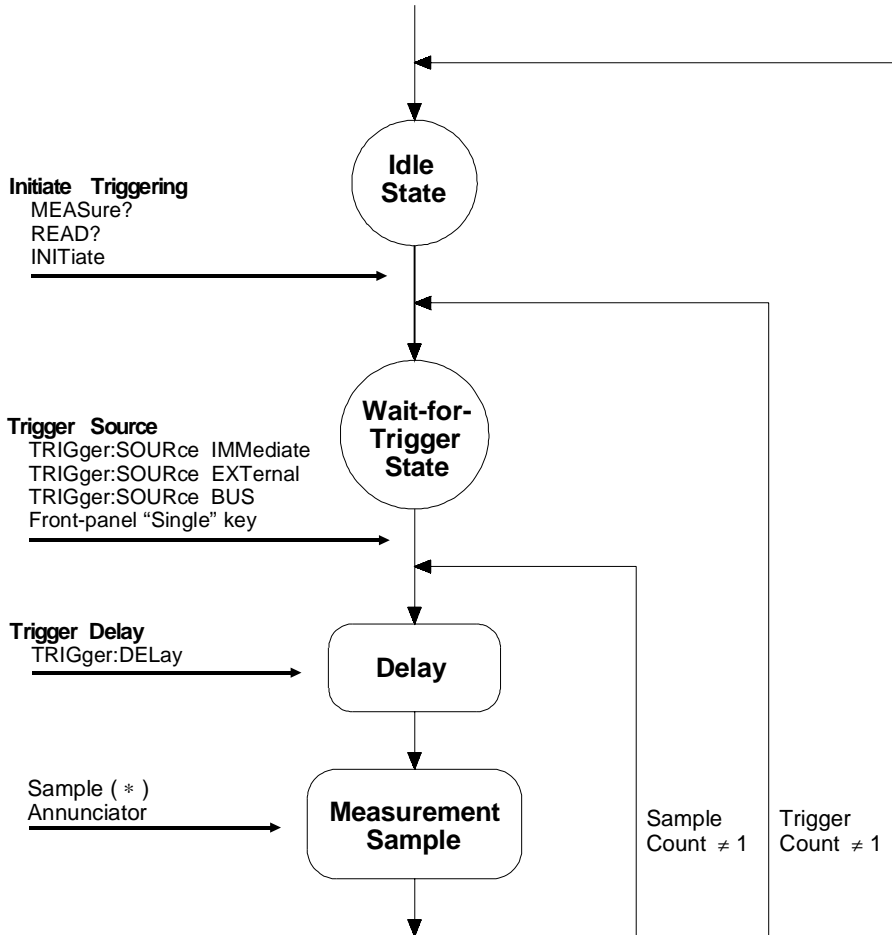 Idle
State
Initiate Triggering
MEASure?
READ?
INITiate
Wait-for-
Trigger
State
Trigger Source
TRIGger:SOURce IMMediate
TRIGger:SOURce EXTernal
TRIGger:SOURce BUS
Front-panel “Single” key
Trigger Delay
TRIGger:DELay
Delay
Sample ( * )
Annunciator
Measurement
Sample
Sample
Count ≠ 1
Trigger
Count ≠ 1